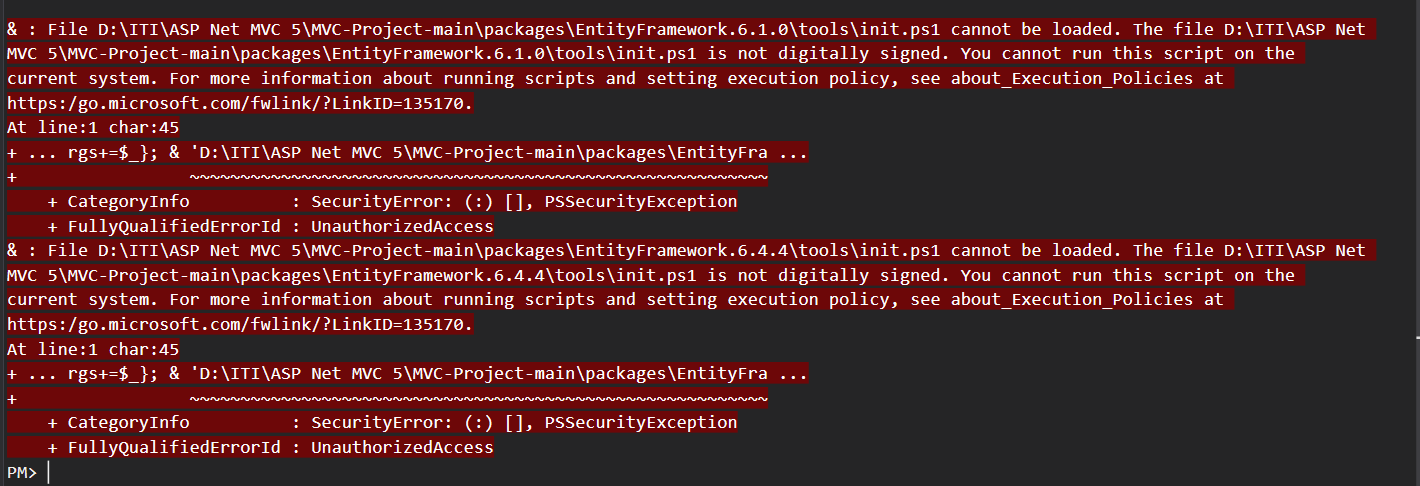 & : File D:\ITI\ASP Net MVC 5\MVC-Project-main\packages\EntityFramework.6.1.0\tools\init.ps1 cannot be loaded. The file D:\ITI\ASP Net
MVC 5\MVC-Project-main\packages\EntityFramework.6.1.0\tools\init.ps1 is not digitally signed. You cannot run this script on the
current system. For more information about running scripts and setting execution policy, see about_Execution_Policies at
https:/go.microsoft.com/fwlink/?LinkID=135170.
At line:1 char:45
+ ... rgs+=$_}; & 'D:\ITI\ASP Net MVC 5\MVC-Project-main\packages\EntityFra ...
+                 ~~~~~~~~~~~~~~~~~~~~~~~~~~~~~~~~~~~~~~~~~~~~~~~~~~~~~~~~~
    + CategoryInfo          : SecurityError: (:) [], PSSecurityException
    + FullyQualifiedErrorId : UnauthorizedAccess
& : File D:\ITI\ASP Net MVC 5\MVC-Project-main\packages\EntityFramework.6.4.4\tools\init.ps1 cannot be loaded. The file D:\ITI\ASP Net
MVC 5\MVC-Project-main\packages\EntityFramework.6.4.4\tools\init.ps1 is not digitally signed. You cannot run this script on the
current system. For more information about running scripts and setting execution policy, see about_Execution_Policies at
https:/go.microsoft.com/fwlink/?LinkID=135170.
At line:1 char:45
+ ... rgs+=$_}; & 'D:\ITI\ASP Net MVC 5\MVC-Project-main\packages\EntityFra ...
+                 ~~~~~~~~~~~~~~~~~~~~~~~~~~~~~~~~~~~~~~~~~~~~~~~~~~~~~~~~~
    + CategoryInfo          : SecurityError: (:) [], PSSecurityException
    + FullyQualifiedErrorId : UnauthorizedAccess
PM>